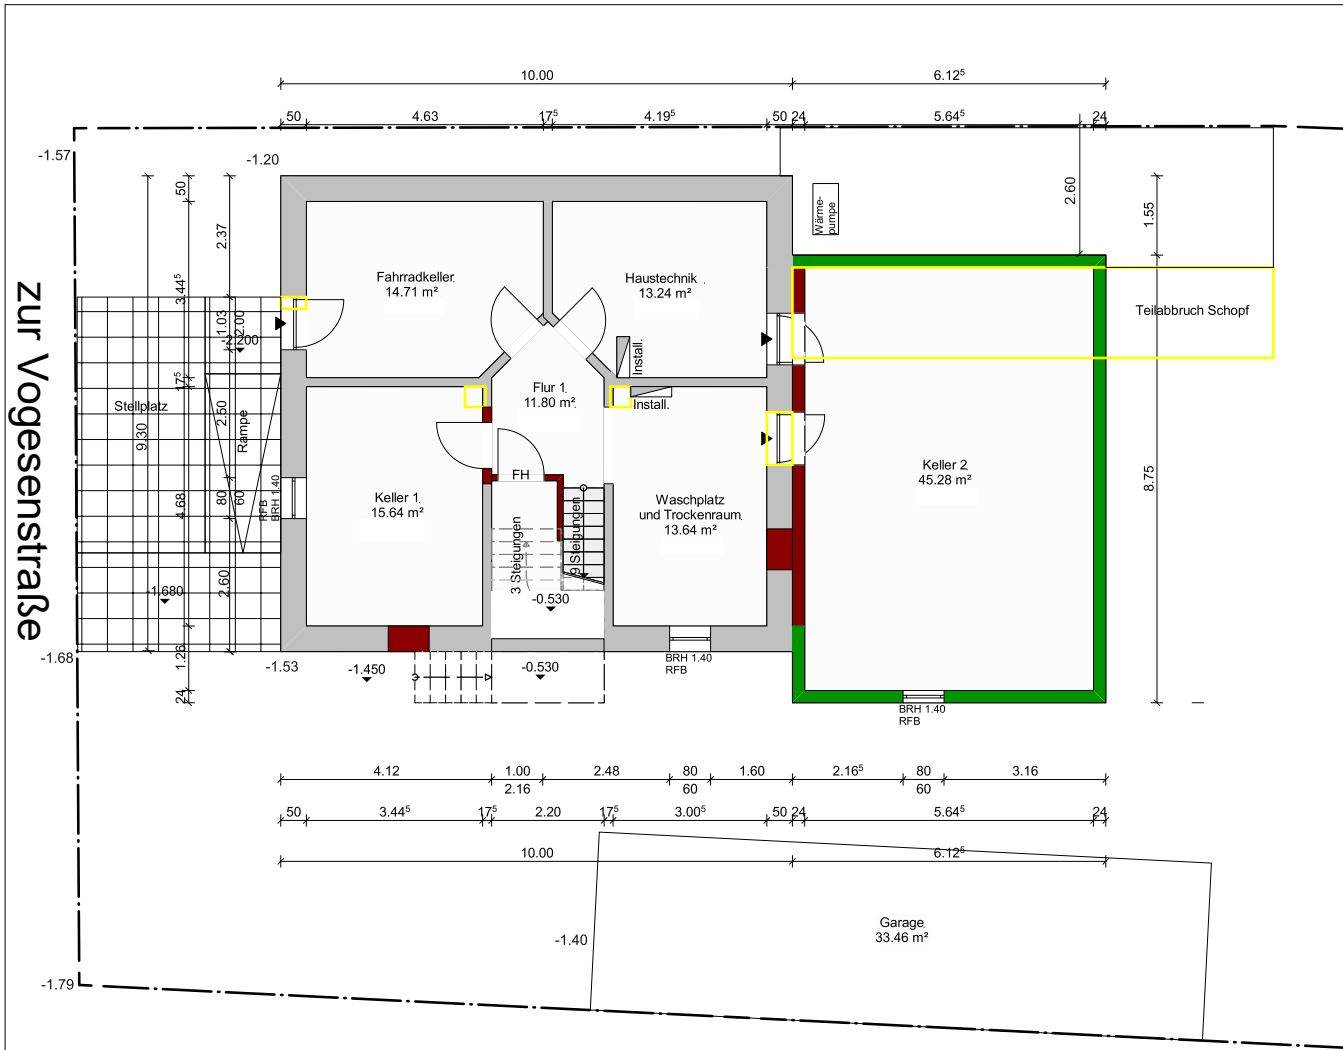 10.00
6.12⁵
50
4.63
17⁵
4.19⁵
50
24
5.64⁵
24
-1.57
-1.20
50
2.37
3.44⁵
1.03
2.00
-2.200
17⁵
9.30
2.50
4.68
80
60
2.60
1.26
24
Stellplatz
Rampe
RFB
BRH 1.40
-1.680
-1.68
-1.53
zur Vogesenstraße
Fahrradkeller
14.71 m²
Haustechnik
13.24 m²
Install.
Install.
Flur 1
11.80 m²
FH
Keller 1
15.64 m²
3 Steigungen
9 Steigungen
Waschplatz
und Trockenraum
13.64 m²
-0.530
-0.530
-1.450
BRH 1.40
RFB
Wärme-
pumpe
2.60
1.55
8.75
Teilabbruch Schopf
Keller 2
45.28 m²
BRH 1.40
RFB
4.12
1.00
2.16
2.48
80
60
1.60
2.16⁵
80
60
3.16
50
3.44⁵
17⁵
2.20
17⁵
3.00⁵
50
24
5.64⁵
24
10.00
6.12⁵
Garage
33.46 m²
-1.40
-1.79